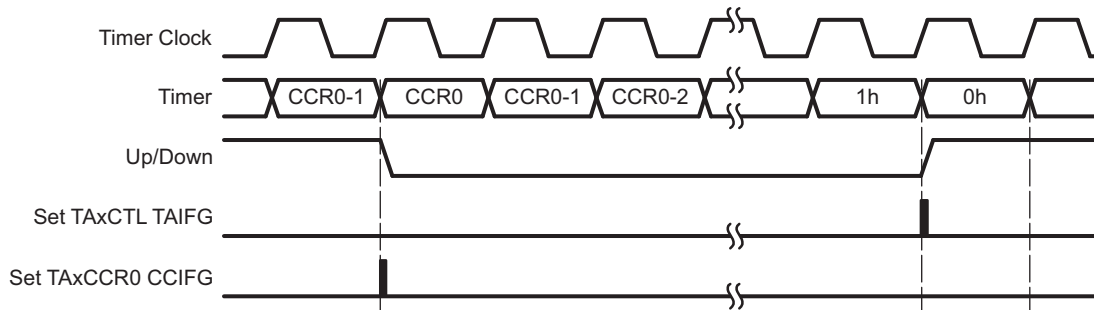 Timer Clock
Timer CCR0-1 CCR0 CCR0-1 CCR0-2 1h 0h
Up/Down
Set TAxCTL TAIFG
Set TAxCCR0 CCIFG